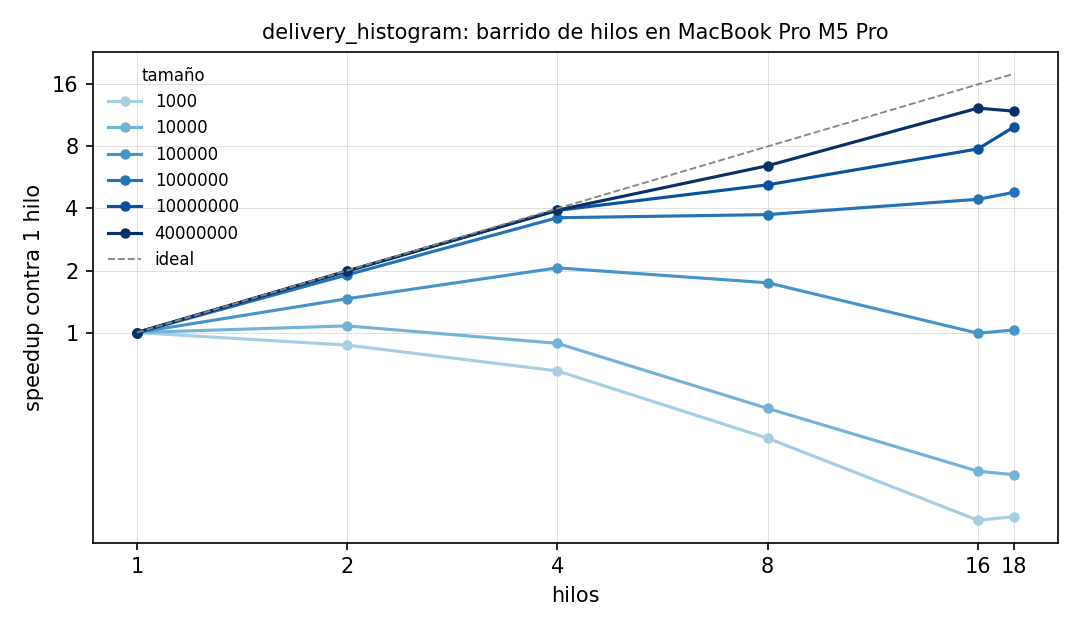 delivery_histogram: barrido de hilos en MacBook Pro M5 Pro
tamaño
1000
10000
100000
1000000
10000000
40000000
ideal
16
8
4
2
1
speedup contra 1 hilo
1 2 4 8 16 18
hilos